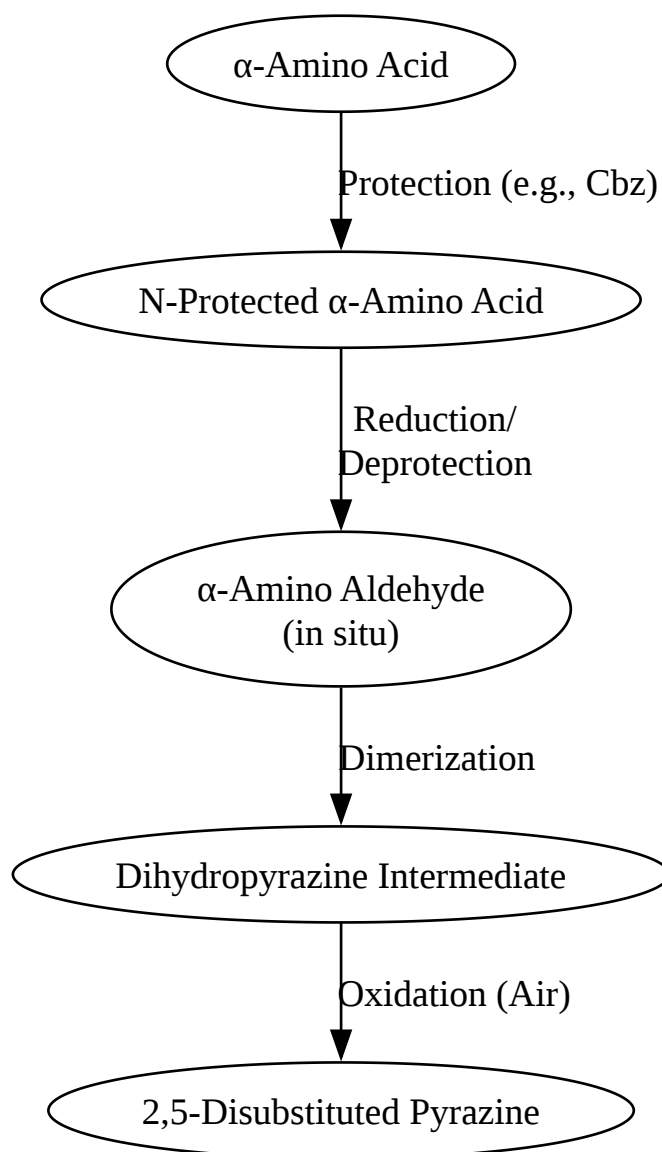 α-Amino Acid
Protection (e.g., Cbz)
N-Protected α-Amino Acid
Reduction/
Deprotection
α-Amino Aldehyde
(in situ)
Dimerization
Dihydropyrazine Intermediate
Oxidation (Air)
2,5-Disubstituted Pyrazine